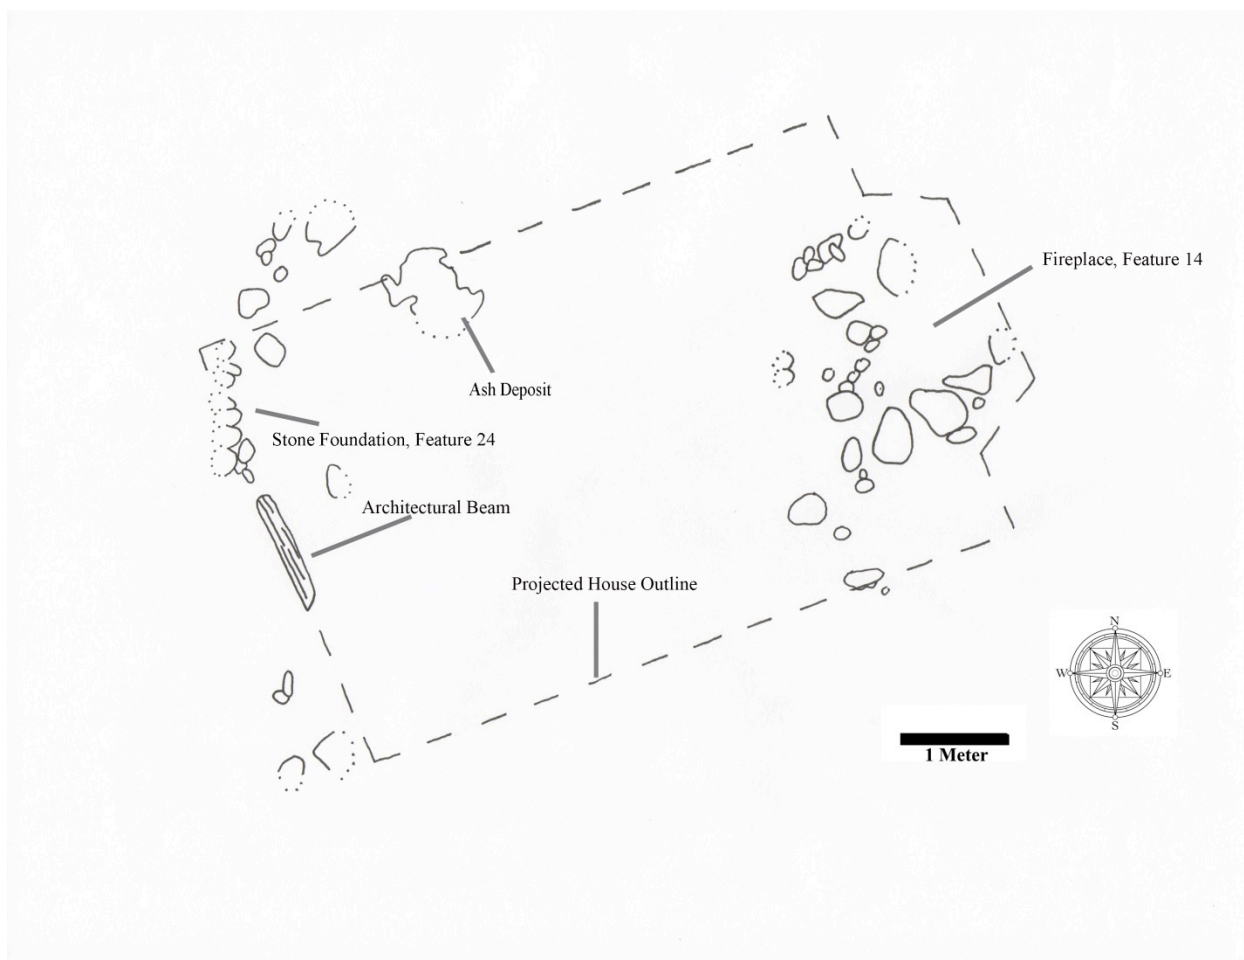 Fireplace, Feature 14
Ash Deposit
Stone Foundation, Feature 24
Architectural Beam
Projected House Outline
N
W E
S
1 Meter